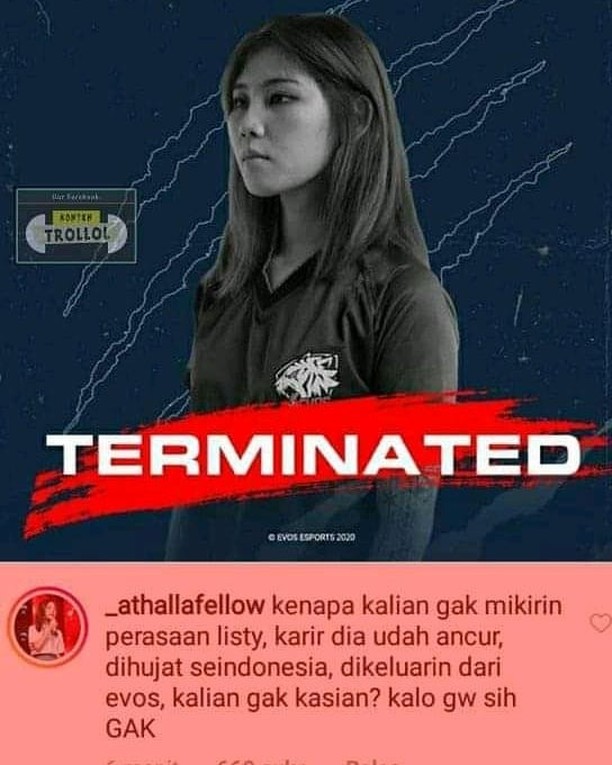 Our Facebook.
KONTEN
TROLLOL
TERMINATED
© EVOS ESPORTS 2020
_athallafellow kenapa kalian gak mikirin
perasaan listy, karir dia udah ancur,
dihujat seindonesia, dikeluarin dari
evos, kalian gak kasian? kalo gw sih
GAK